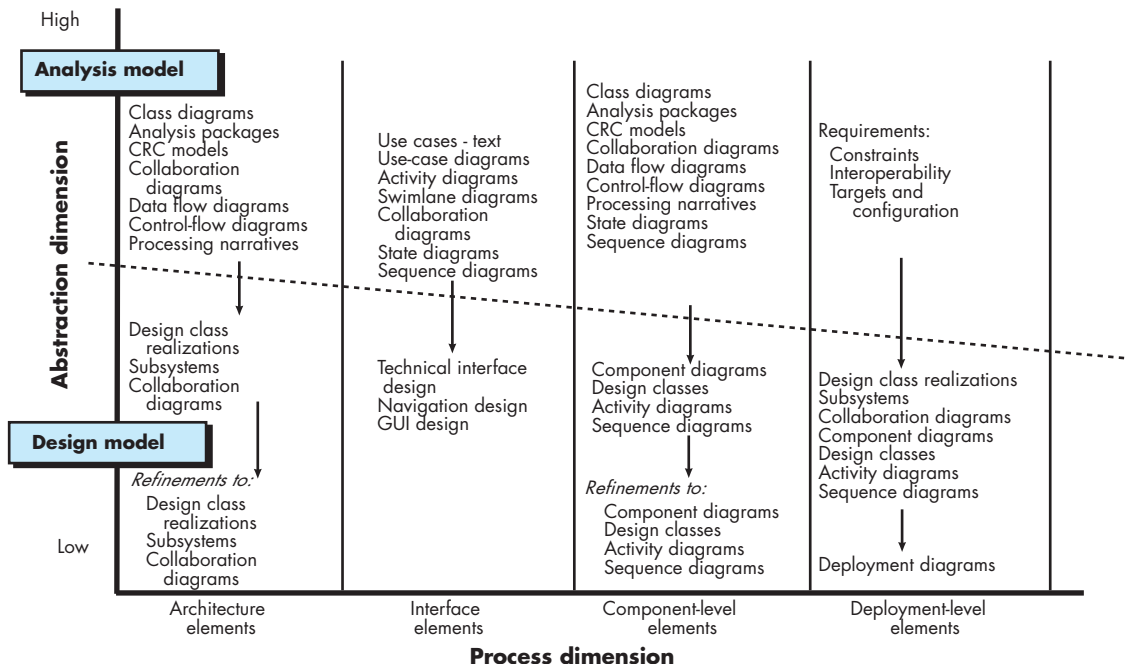 High
Analysis model
Abstraction dimension
Design model
Low
Class diagrams
Analysis packages
CRC models
Collaboration
diagrams
Data flow diagrams
Control-flow diagrams
Processing narratives
Design class
realizations
Subsystems
Collaboration
diagrams
Refinements to:
Design class
realizations
Subsystems
Collaboration
diagrams
Architecture
elements
Use cases - text
Use-case diagrams
Activity diagrams
Swimlane diagrams
Collaboration
diagrams
State diagrams
Sequence diagrams
Technical interface
design
Navigation design
GUI design
Interface
elements
Class diagrams
Analysis packages
CRC models
Collaboration diagrams
Data flow diagrams
Control-flow diagrams
Processing narratives
State diagrams
Sequence diagrams
Component diagrams
Design classes
Activity diagrams
Sequence diagrams
Refinements to:
Component diagrams
Design classes
Activity diagrams
Sequence diagrams
Component-level
elements
Requirements:
Constraints
Interoperability
Targets and
configuration
Design class realizations
Subsystems
Collaboration diagrams
Component diagrams
Design classes
Activity diagrams
Sequence diagrams
Deployment diagrams
Deployment-level
elements
Process dimension